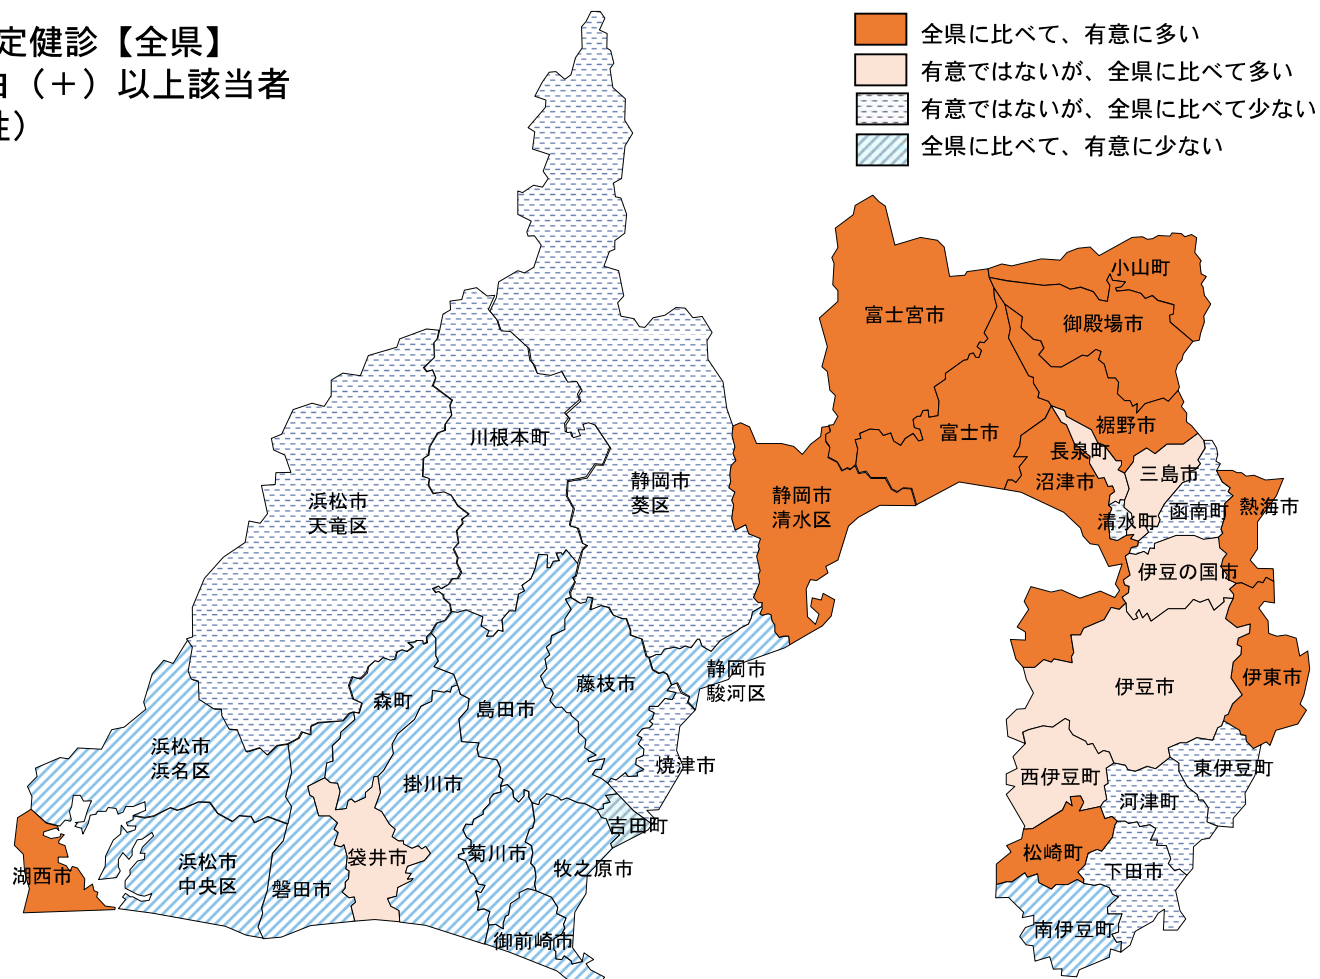 定健診【全県】
白（＋）以上該当者
性）
全県に比べて、有意に多い
有意ではないが、全県に比べて多い
有意ではないが、全県に比べて少ない
全県に比べて、有意に少ない
小山町
富士宮市
御殿場市
裾野市
富士市
川根本町
長泉町
三島市
静岡市
葵区
沼津市
浜松市
天竜区
静岡市
清水区
熱海市
函南町
清水町
伊豆の国市
静岡市
駿河区
伊東市
藤枝市
伊豆市
森町
島田市
浜松市
浜名区
焼津市
東伊豆町
西伊豆町
掛川市
河津町
吉田町
松崎町
袋井市
菊川市
浜松市
中央区
牧之原市
下田市
湖西市
磐田市
南伊豆町
御前崎市